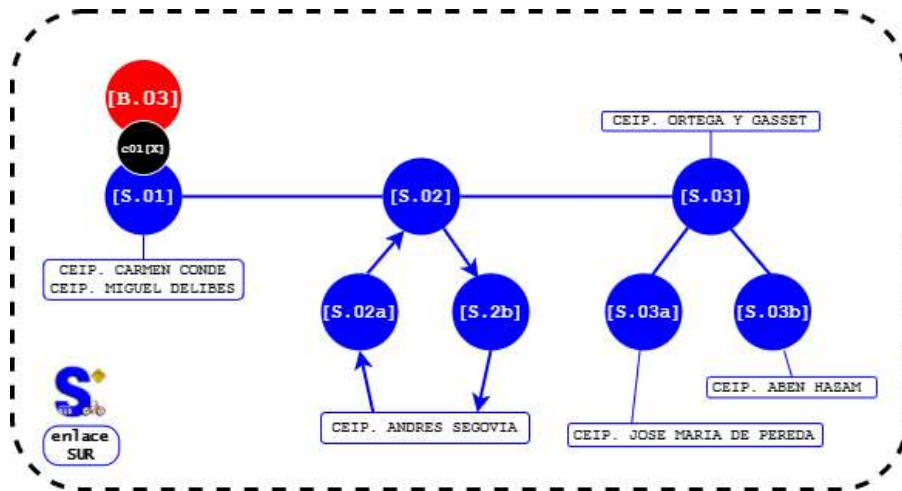 [B.03]
c01[X]
CEIP. ORTEGA Y GASSET
[S.01]
[S.02]
[S.03]
CEIP. CARMEN CONDE
CEIP. MIGUEL DELIBES
[S.02a]
[S.2b]
[S.03a]
[S.03b]
CEIP. ABEN HAZAM
CEIP. ANDRES SEGOVIA
CEIP. JOSE MARIA DE PEREDA
S
enlace
SUR